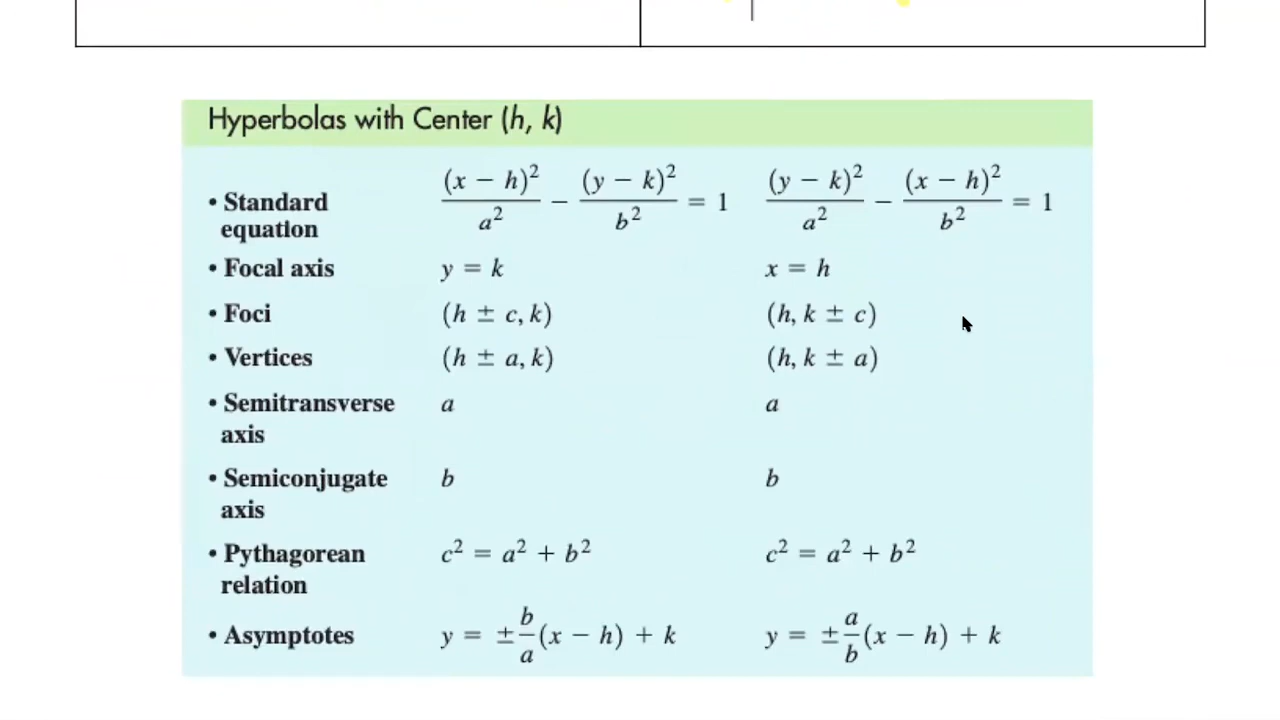 Hyperbolas with Center (h, k)
• Standard equation (x − h)²/a² − (y − k)²/b² = 1 (y − k)²/a² − (x − h)²/b² = 1
• Focal axis y = k x = h
• Foci (h ± c, k) (h, k ± c)
• Vertices (h ± a, k) (h, k ± a)
• Semitransverse axis a a
• Semiconjugate axis b b
• Pythagorean relation c² = a² + b² c² = a² + b²
• Asymptotes y = ±b/a(x − h) + k y = ±a/b(x − h) + k